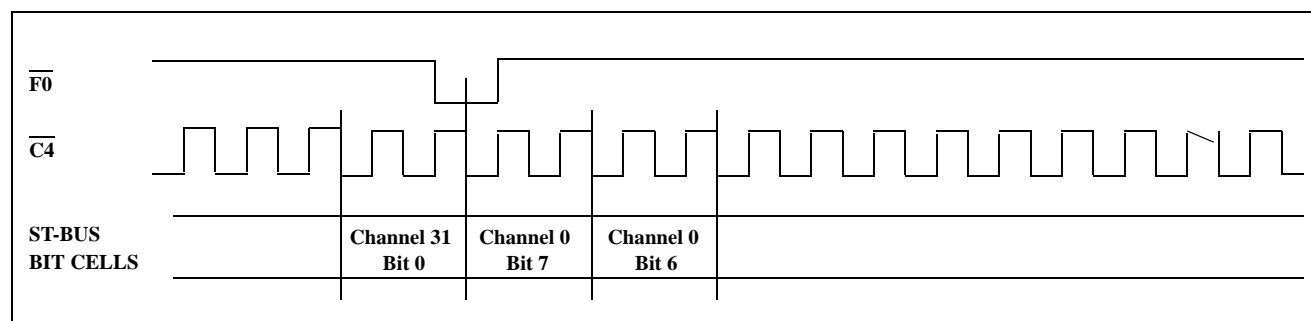 F0
C4
ST-BUS
BIT CELLS
Channel 31
Bit 0
Channel 0
Bit 7
Channel 0
Bit 6